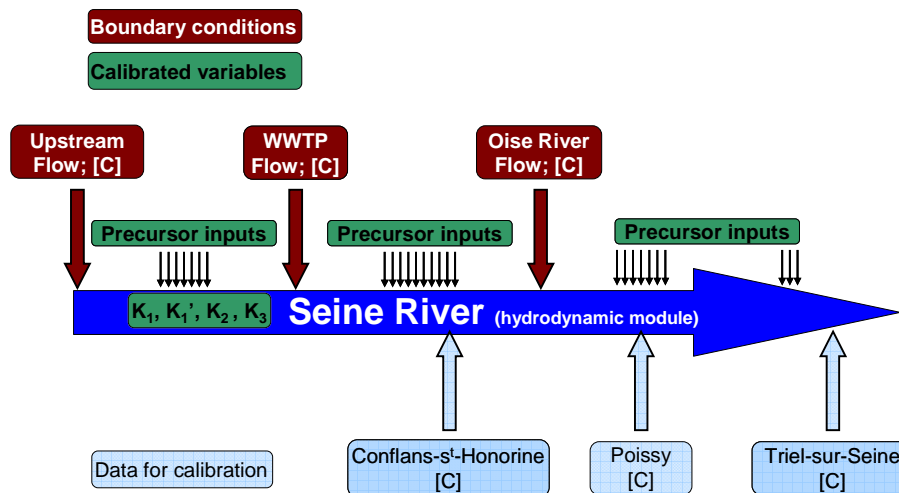 Boundary conditions
Calibrated variables
Upstream
Flow; [C]
WWTP
Flow; [C]
Oise River
Flow; [C]
Precursor inputs
Precursor inputs
Precursor inputs
K₁, K₁’, K₂ , K₃
Seine River (hydrodynamic module)
Data for calibration
Conflans-sᵗ-Honorine
[C]
Poissy
[C]
Triel-sur-Seine
[C]